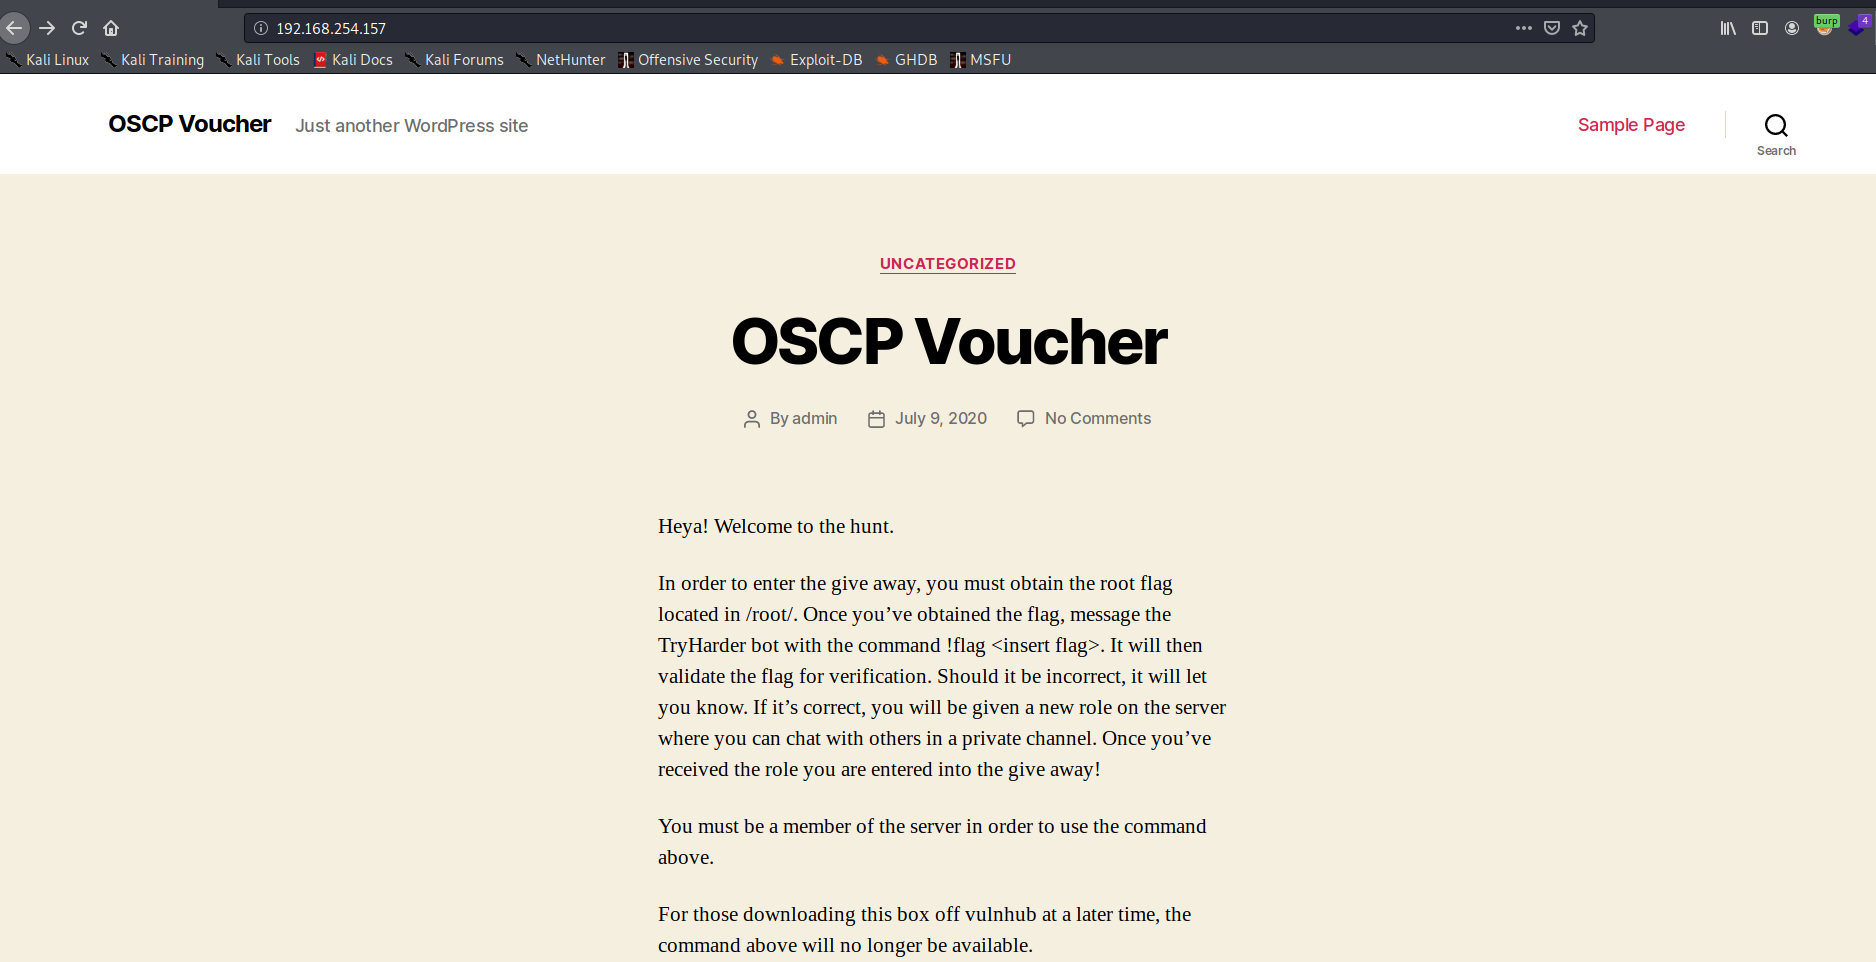 192.168.254.157
burp
4
Kali Linux Kali Training Kali Tools Kali Docs Kali Forums NetHunter Offensive Security Exploit-DB GHDB MSFU
OSCP Voucher Just another WordPress site Sample Page
Search
UNCATEGORIZED
OSCP Voucher
By admin July 9, 2020 No Comments
Heya! Welcome to the hunt.
In order to enter the give away, you must obtain the root flag
located in /root/. Once you’ve obtained the flag, message the
TryHarder bot with the command !flag <insert flag>. It will then
validate the flag for verification. Should it be incorrect, it will let
you know. If it’s correct, you will be given a new role on the server
where you can chat with others in a private channel. Once you’ve
received the role you are entered into the give away!
You must be a member of the server in order to use the command
above.
For those downloading this box off vulnhub at a later time, the
command above will no longer be available.